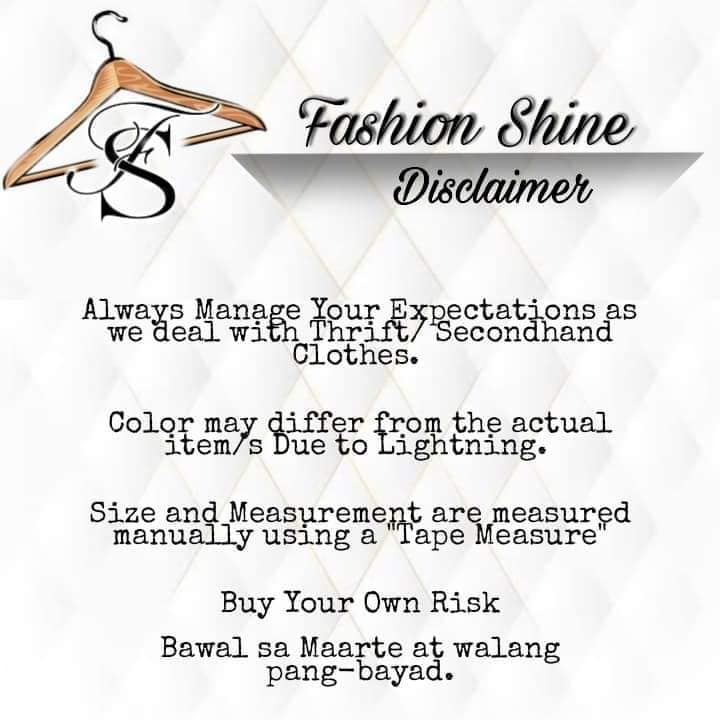 FS
Fashion Shine
Disclaimer
Always Manage Your Expectations as
we deal with Thrift/ Secondhand
Clothes.
Color may differ from the actual
item/s Due to Lightning.
Size and Measurement are measured
manually using a "Tape Measure"
Buy Your Own Risk
Bawal sa Maarte at walang
pang-bayad.